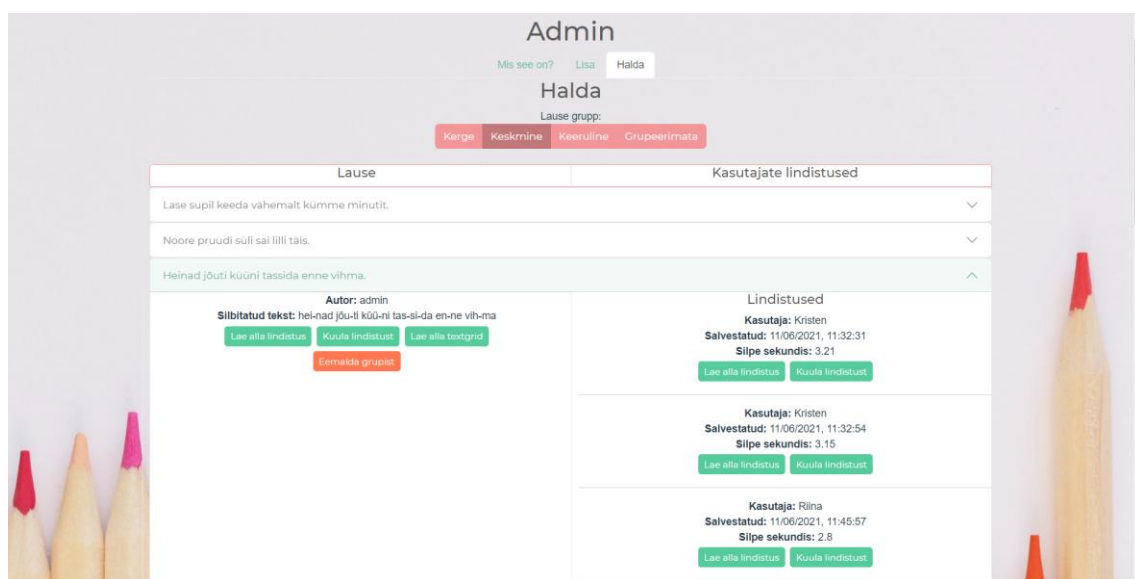 Admin
Mis see on? Lisa Halda
Halda
Lause grupp:
Kerge Keskmine Keeruline Grupeerimata
Lause Kasutajate lindistused
Lase supil keeda vähemalt kümme minutit.
Noore pruudi süli sai lilli täis.
Heinad jõuti küüni tassida enne vihma.
Autor: admin
Silbitatud tekst: hei-nad jõu-ti küü-ni tas-si-da en-ne vih-ma
Lae alla lindistus Kuula lindistust Lae alla textgrid
Eemalda grupist
Lindistused
Kasutaja: Kristen
Salvestatud: 11/06/2021, 11:32:31
Silpe sekundis: 3.21
Lae alla lindistus Kuula lindistust
Kasutaja: Kristen
Salvestatud: 11/06/2021, 11:32:54
Silpe sekundis: 3.15
Lae alla lindistus Kuula lindistust
Kasutaja: Riina
Salvestatud: 11/06/2021, 11:45:57
Silpe sekundis: 2.8
Lae alla lindistus Kuula lindistust